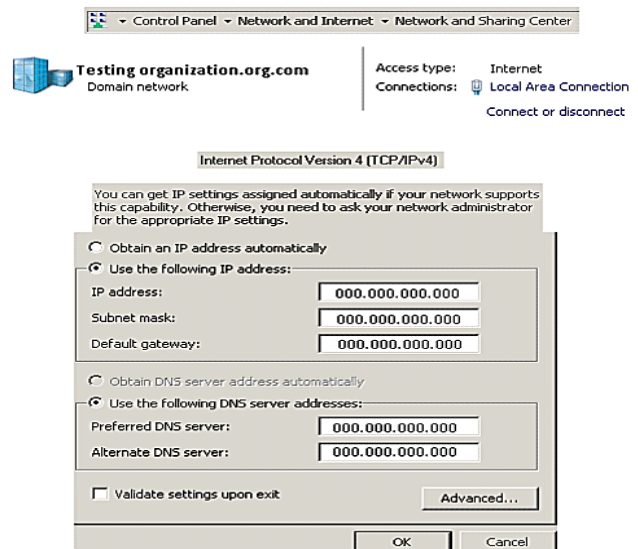 Control Panel Network and Internet Network and Sharing Center
Testing organization.org.com
Domain network
Access type: Internet
Connections: Local Area Connection
Connect or disconnect
Internet Protocol Version 4 (TCP/IPv4)
You can get IP settings assigned automatically if your network supports
this capability. Otherwise, you need to ask your network administrator
for the appropriate IP settings.
Obtain an IP address automatically
Use the following IP address:
IP address: 000.000.000.000
Subnet mask: 000.000.000.000
Default gateway: 000.000.000.000
Obtain DNS server address automatically
Use the following DNS server addresses:
Preferred DNS server: 000.000.000.000
Alternate DNS server: 000.000.000.000
Validate settings upon exit Advanced...
OK Cancel